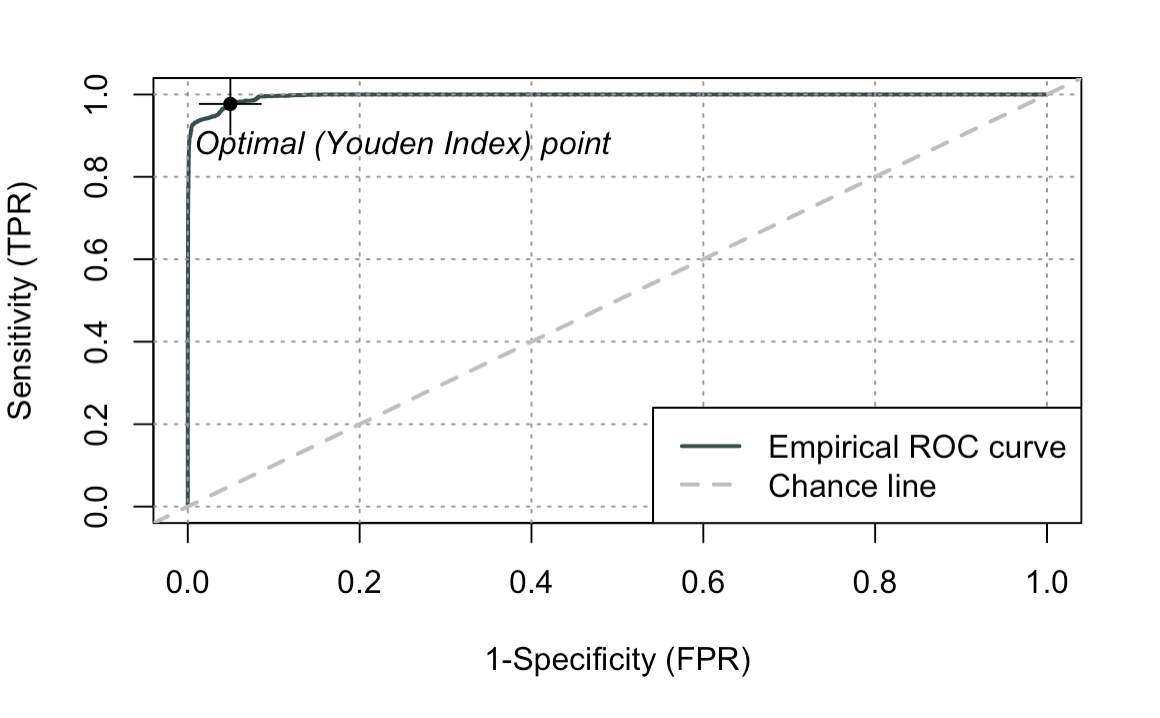 Sensitivity (TPR)
1.0
0.8
0.6
0.4
0.2
0.0
Optimal (Youden Index) point
Empirical ROC curve
Chance line
0.0 0.2 0.4 0.6 0.8 1.0
1-Specificity (FPR)